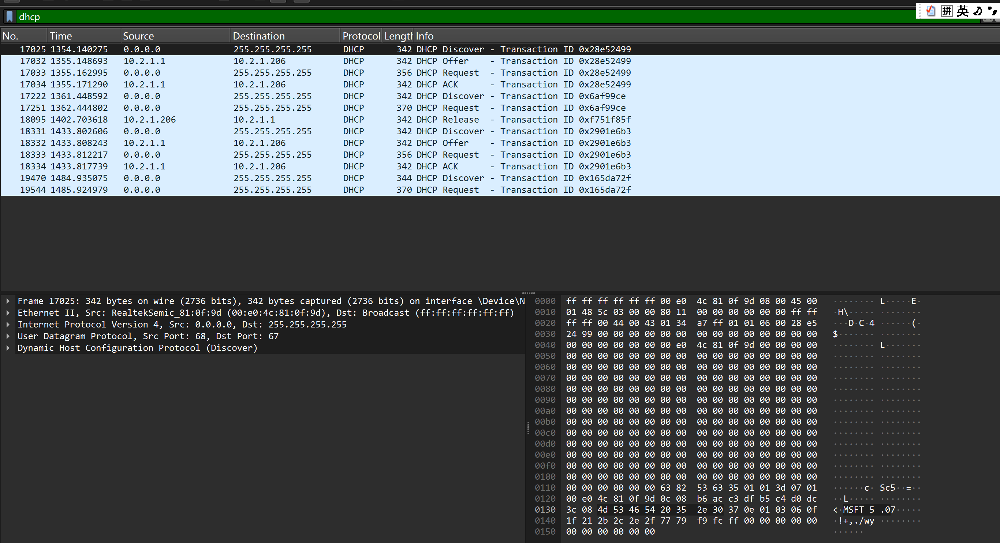 dhcp
拼 英
No. Time Source Destination Protocol Length Info
17025 1354.140275 0.0.0.0 255.255.255.255 DHCP 342 DHCP Discover - Transaction ID 0x28e52499
17032 1355.148693 10.2.1.1 10.2.1.206 DHCP 342 DHCP Offer - Transaction ID 0x28e52499
17033 1355.162995 0.0.0.0 255.255.255.255 DHCP 356 DHCP Request - Transaction ID 0x28e52499
17034 1355.171290 10.2.1.1 10.2.1.206 DHCP 342 DHCP ACK - Transaction ID 0x28e52499
17222 1361.448592 0.0.0.0 255.255.255.255 DHCP 342 DHCP Discover - Transaction ID 0x6af99ce
17251 1362.444802 0.0.0.0 255.255.255.255 DHCP 370 DHCP Request - Transaction ID 0x6af99ce
18095 1402.703618 10.2.1.206 10.2.1.1 DHCP 342 DHCP Release - Transaction ID 0xf751f85f
18331 1433.802606 0.0.0.0 255.255.255.255 DHCP 342 DHCP Discover - Transaction ID 0x2901e6b3
18332 1433.808243 10.2.1.1 10.2.1.206 DHCP 342 DHCP Offer - Transaction ID 0x2901e6b3
18333 1433.812217 0.0.0.0 255.255.255.255 DHCP 356 DHCP Request - Transaction ID 0x2901e6b3
18334 1433.817739 10.2.1.1 10.2.1.206 DHCP 342 DHCP ACK - Transaction ID 0x2901e6b3
19470 1484.935075 0.0.0.0 255.255.255.255 DHCP 344 DHCP Discover - Transaction ID 0x165da72f
19544 1485.924979 0.0.0.0 255.255.255.255 DHCP 370 DHCP Request - Transaction ID 0x165da72f
Frame 17025: 342 bytes on wire (2736 bits), 342 bytes captured (2736 bits) on interface \Device\N
Ethernet II, Src: RealtekSemic_81:0f:9d (00:e0:4c:81:0f:9d), Dst: Broadcast (ff:ff:ff:ff:ff:ff)
Internet Protocol Version 4, Src: 0.0.0.0, Dst: 255.255.255.255
User Datagram Protocol, Src Port: 68, Dst Port: 67
Dynamic Host Configuration Protocol (Discover)
0000 ff ff ff ff ff ff 00 e0 4c 81 0f 9d 08 00 45 00 ········ L·····E·
0010 01 48 5c 03 00 00 80 11 00 00 00 00 00 00 ff ff ·H\····· ········
0020 ff ff 00 44 00 43 01 34 a7 ff 01 01 06 00 28 e5 ···D·C·4 ······(·
0030 24 99 00 00 00 00 00 00 00 00 00 00 00 00 00 00 $······· ········
0040 00 00 00 00 00 00 00 e0 4c 81 0f 9d 00 00 00 00 ········ L·······
0050 00 00 00 00 00 00 00 00 00 00 00 00 00 00 00 00 ········ ········
0060 00 00 00 00 00 00 00 00 00 00 00 00 00 00 00 00 ········ ········
0070 00 00 00 00 00 00 00 00 00 00 00 00 00 00 00 00 ········ ········
0080 00 00 00 00 00 00 00 00 00 00 00 00 00 00 00 00 ········ ········
0090 00 00 00 00 00 00 00 00 00 00 00 00 00 00 00 00 ········ ········
00a0 00 00 00 00 00 00 00 00 00 00 00 00 00 00 00 00 ········ ········
00b0 00 00 00 00 00 00 00 00 00 00 00 00 00 00 00 00 ········ ········
00c0 00 00 00 00 00 00 00 00 00 00 00 00 00 00 00 00 ········ ········
00d0 00 00 00 00 00 00 00 00 00 00 00 00 00 00 00 00 ········ ········
00e0 00 00 00 00 00 00 00 00 00 00 00 00 00 00 00 00 ········ ········
00f0 00 00 00 00 00 00 00 00 00 00 00 00 00 00 00 00 ········ ········
0100 00 00 00 00 00 00 00 00 00 00 00 00 00 00 00 00 ········ ········
0110 00 00 00 00 00 00 63 82 53 63 35 01 01 3d 07 01 ······c· Sc5··=··
0120 00 e0 4c 81 0f 9d 0c 08 b6 ac c3 df b5 c4 d0 dc ··L····· ········
0130 3c 08 4d 53 46 54 20 35 2e 30 37 0e 01 03 06 0f <·MSFT 5 .07·····
0140 1f 21 2b 2c 2e 2f 77 79 f9 fc ff 00 00 00 00 00 ·!+,./wy ········
0150 00 00 00 00 00 00 ······